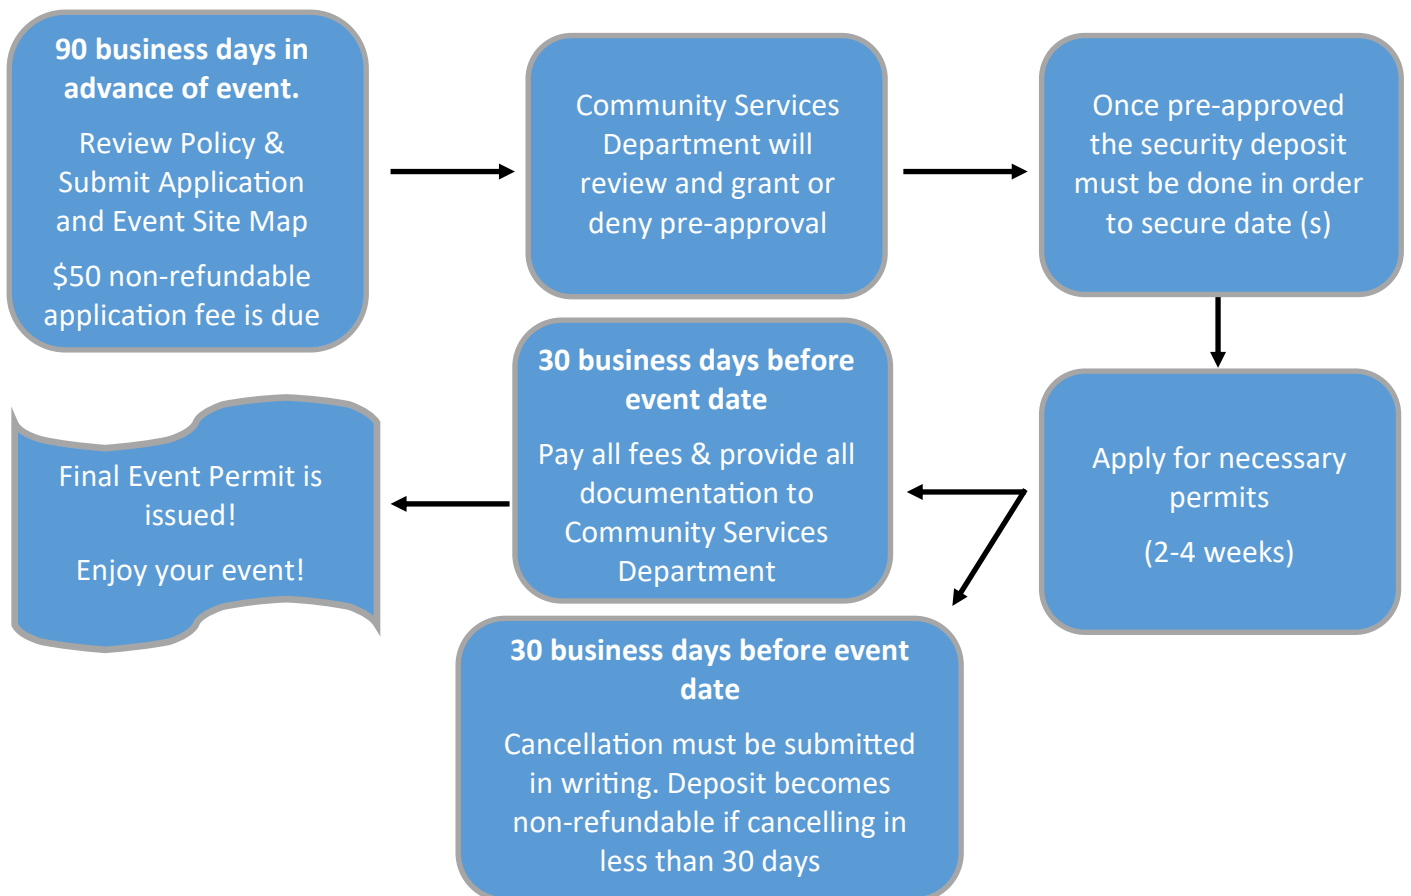 90 business days in
advance of event.
Review Policy &
Submit Application
and Event Site Map
$50 non-refundable
application fee is due
Community Services
Department will
review and grant or
deny pre-approval
Once pre-approved
the security deposit
must be done in order
to secure date (s)
Apply for necessary
permits
(2-4 weeks)
30 business days before
event date
Pay all fees & provide all
documentation to
Community Services
Department
30 business days before event
date
Cancellation must be submitted
in writing. Deposit becomes
non-refundable if cancelling in
less than 30 days
Final Event Permit is
issued!
Enjoy your event!